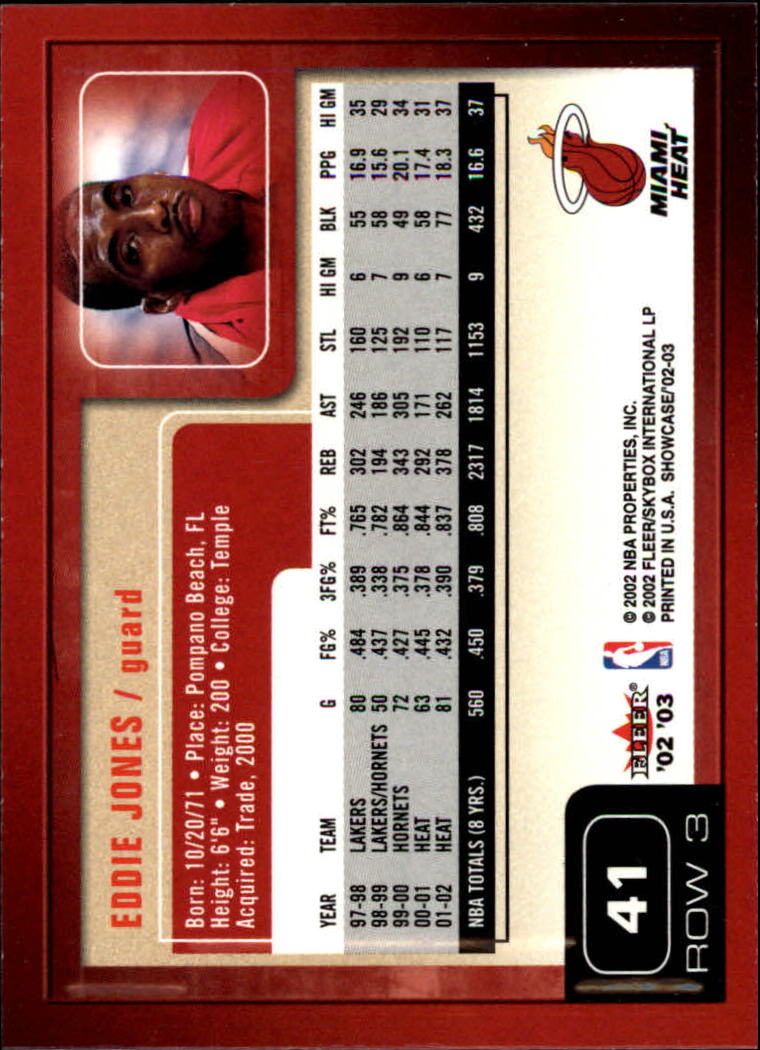 EDDIE JONES / guard
Born: 10/20/71 • Place: Pompano Beach, FL
Height: 6'6" • Weight: 200 • College: Temple
Acquired: Trade, 2000
YEAR TEAM G FG% 3FG% FT% REB AST STL HI GM BLK PPG HI GM
97-98 LAKERS 80 .484 .389 .765 302 246 160 6 55 16.9 35
98-99 LAKERS/HORNETS 50 .437 .338 .782 194 186 125 7 58 15.6 29
99-00 HORNETS 72 .427 .375 .864 343 305 192 9 49 20.1 34
00-01 HEAT 63 .445 .378 .844 292 171 110 6 58 17.4 31
01-02 HEAT 81 .432 .390 .837 378 262 117 7 77 18.3 37
NBA TOTALS (8 YRS.) 560 .450 .379 .808 2317 1814 1153 9 432 16.6 37
41
ROW 3
FLEER®
'02 '03
NBA
© 2002 NBA PROPERTIES, INC.
© 2002 FLEER/SKYBOX INTERNATIONAL LP
PRINTED IN U.S.A. SHOWCASE/'02-03
MIAMI
HEAT